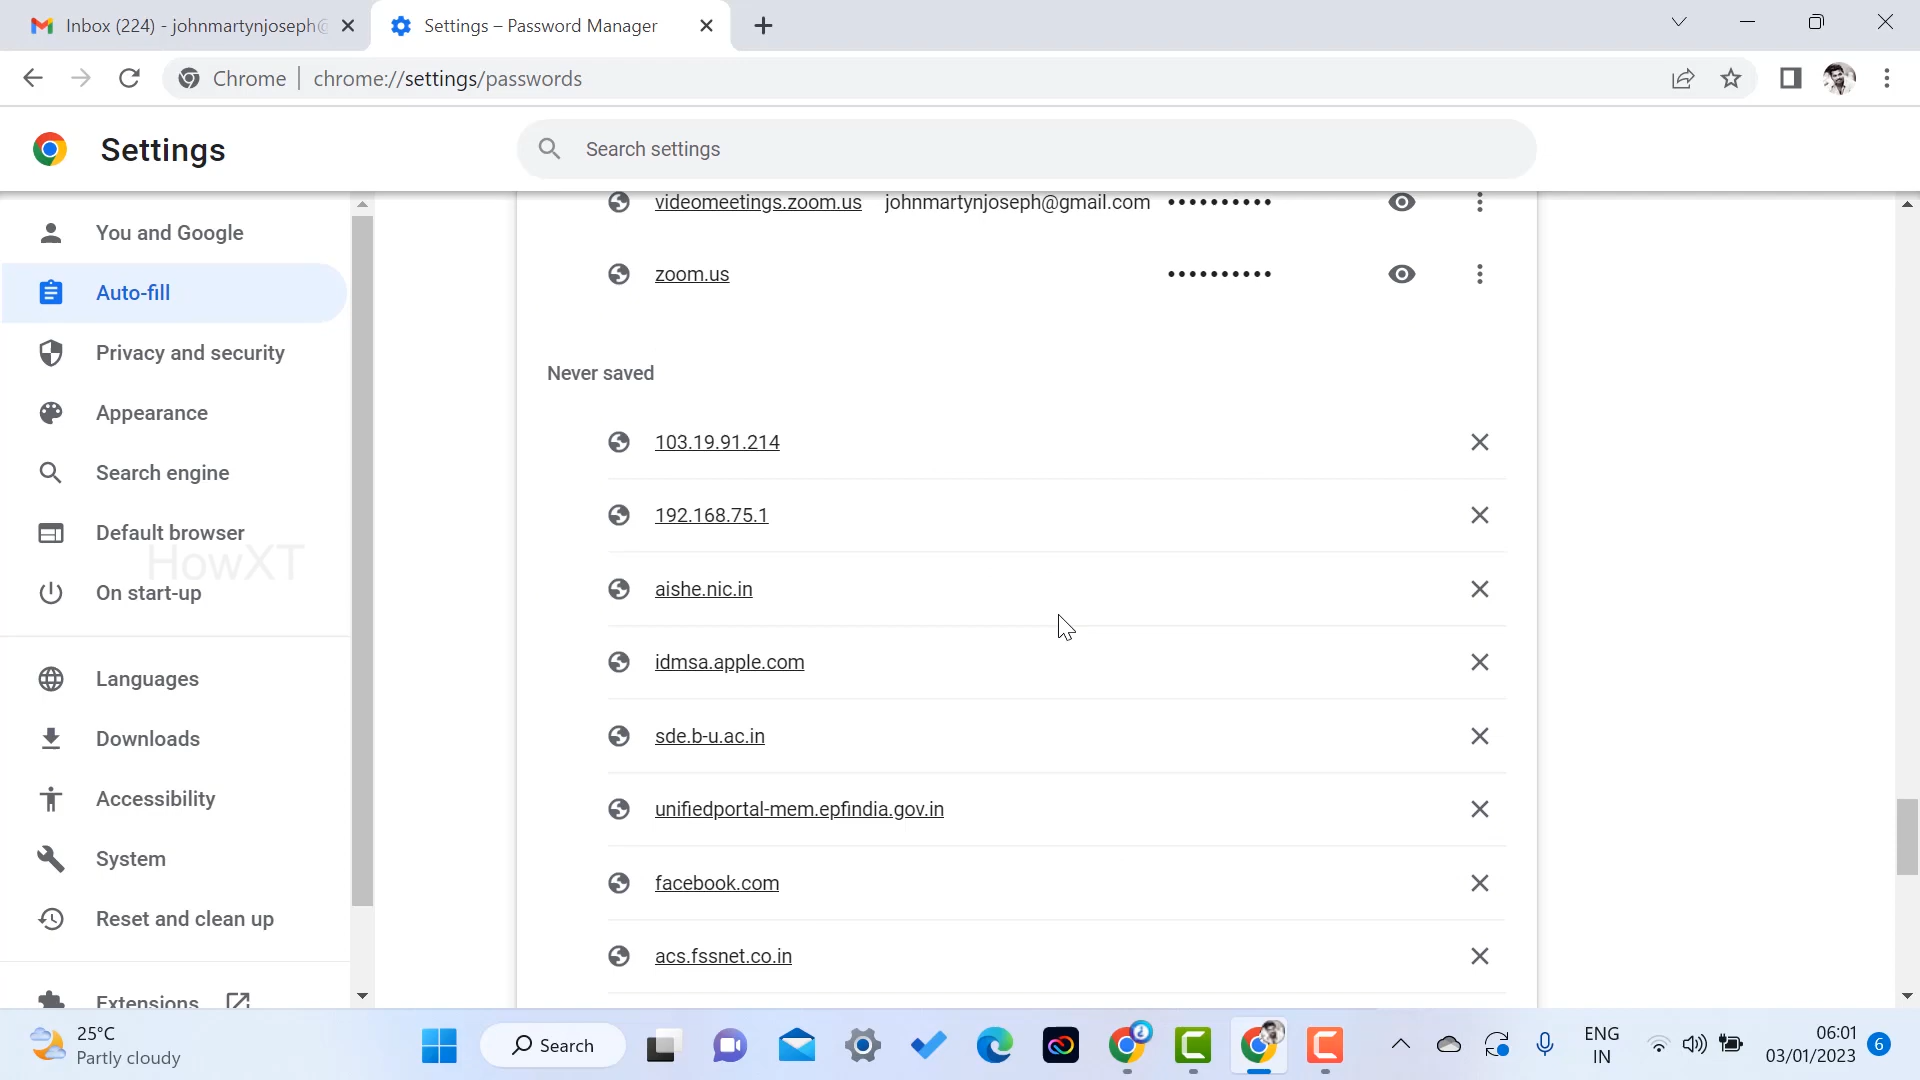 Inbox (224) - johnmartynjoseph@
Settings – Password Manager
Chrome
chrome://settings/passwords
Settings
Search settings
You and Google
Auto-fill
Privacy and security
Appearance
Search engine
Default browser
HowXT
On start-up
Languages
Downloads
Accessibility
System
Reset and clean up
Extensions
videomeetings.zoom.us johnmartynjoseph@gmail.com ••••••••••
zoom.us ••••••••••
Never saved
103.19.91.214
192.168.75.1
aishe.nic.in
idmsa.apple.com
sde.b-u.ac.in
unifiedportal-mem.epfindia.gov.in
facebook.com
acs.fssnet.co.in
25°C
Partly cloudy
Search
ENG
IN
06:01
03/01/2023
6